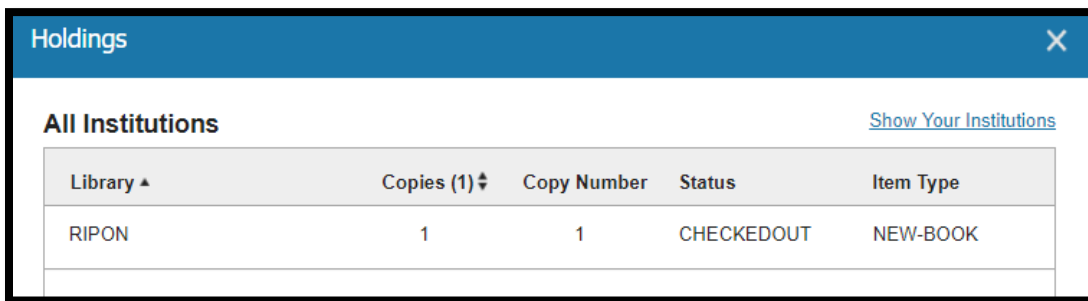 Holdings
All Institutions Show Your Institutions
Library Copies (1) Copy Number Status Item Type
RIPON 1 1 CHECKEDOUT NEW-BOOK